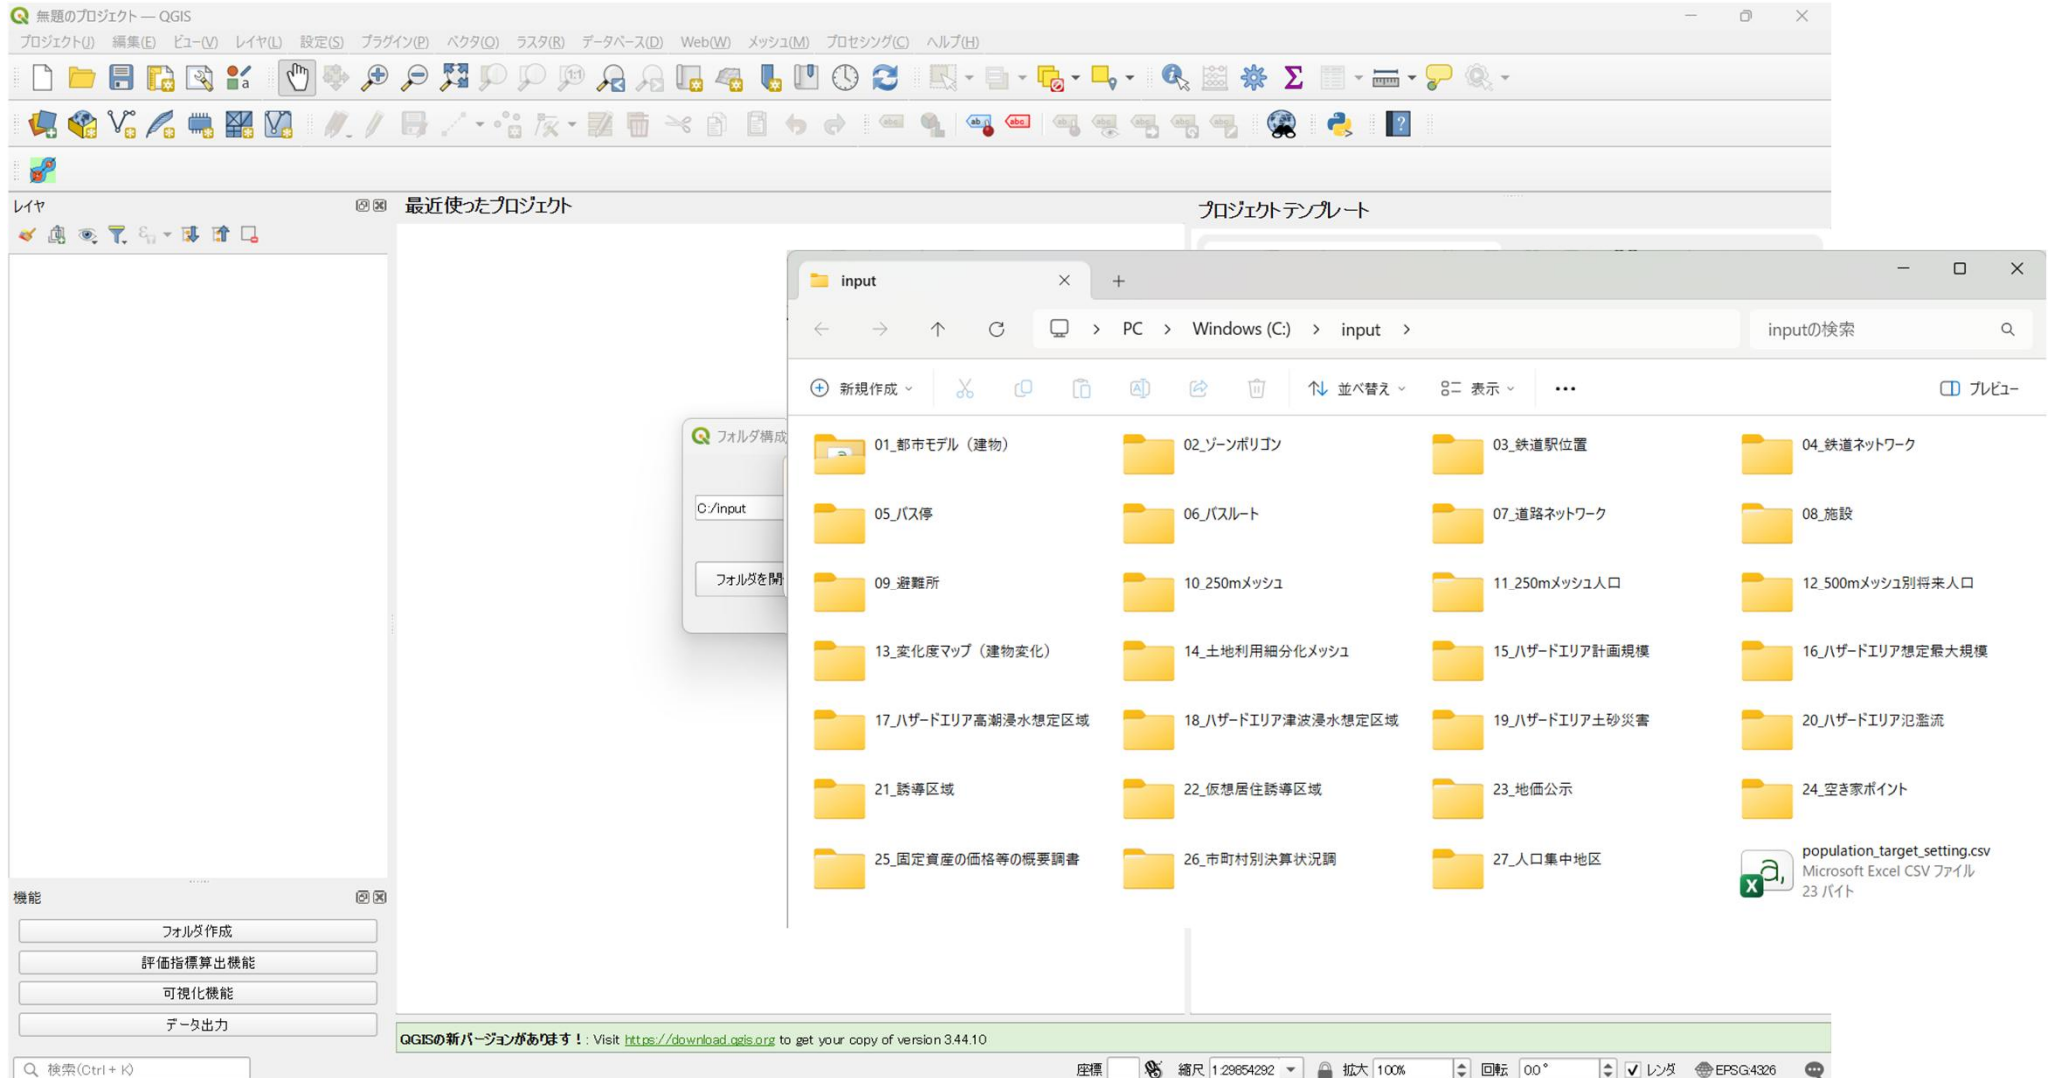 無題のプロジェクト — QGIS
プロジェクト(J) 編集(E) ビュー(V) レイヤ(L) 設定(S) プラグイン(P) ベクタ(O) ラスタ(R) データベース(D) Web(W) メッシュ(M) プロセシング(C) ヘルプ(H)
レイヤ
最近使ったプロジェクト
プロジェクトテンプレート
input
PC
Windows (C:)
input
inputの検索
新規作成
並べ替え
表示
プレビュー
フォルダ構成
C:/input
フォルダを開
01_都市モデル（建物）
02_ゾーンポリゴン
03_鉄道駅位置
04_鉄道ネットワーク
05_バス停
06_バスルート
07_道路ネットワーク
08_施設
09_避難所
10_250mメッシュ
11_250mメッシュ人口
12_500mメッシュ別将来人口
13_変化度マップ（建物変化）
14_土地利用細分化メッシュ
15_ハザードエリア計画規模
16_ハザードエリア想定最大規模
17_ハザードエリア高潮浸水想定区域
18_ハザードエリア津波浸水想定区域
19_ハザードエリア土砂災害
20_ハザードエリア氾濫流
21_誘導区域
22_仮想居住誘導区域
23_地価公示
24_空き家ポイント
25_固定資産の価格等の概要調書
26_市町村別決算状況調
27_人口集中地区
population_target_setting.csv
Microsoft Excel CSV ファイル
23 バイト
機能
フォルダ作成
評価指標算出機能
可視化機能
データ出力
QGISの新バージョンがあります！: Visit https://download.qgis.org to get your copy of version 3.44.10
検索(Ctrl + K)
座標
縮尺 1:29854292
拡大 100%
回転 0.0°
レンダ
EPSG:4326